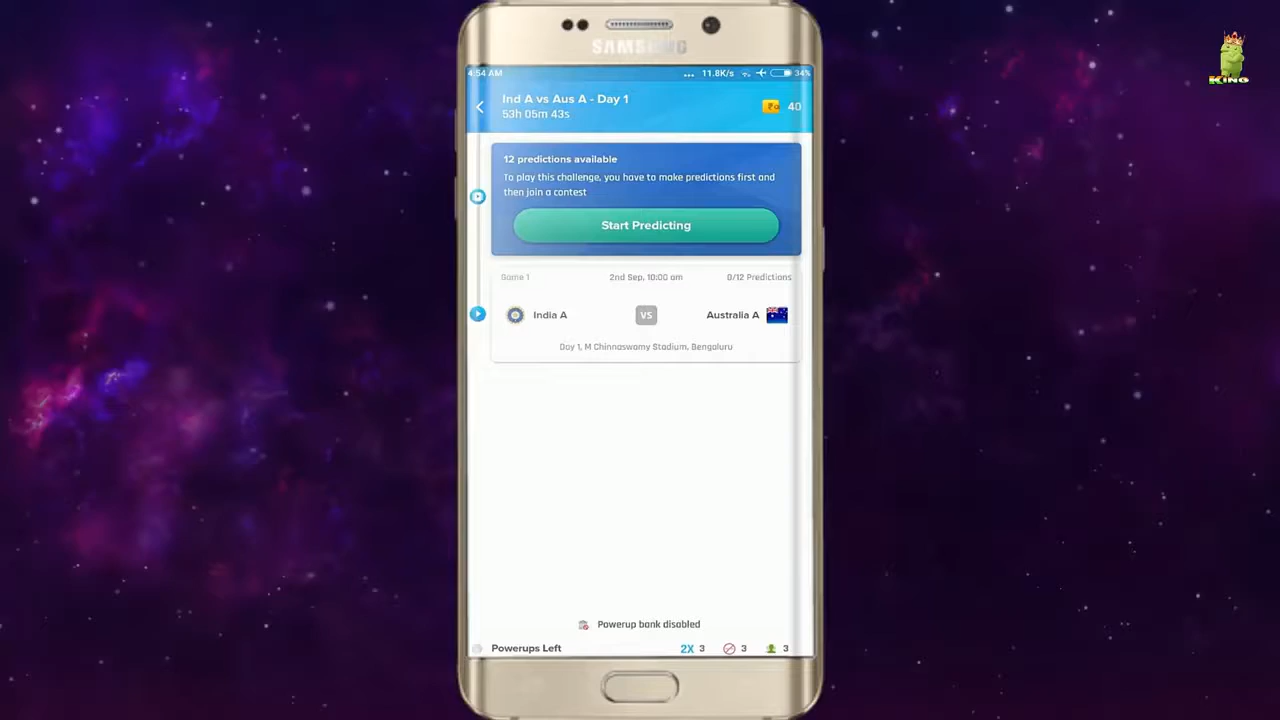 SAMSUNG
4:54 AM
... 11.8K/s 34%
Ind A vs Aus A - Day 1
53h 05m 43s
40
12 predictions available
To play this challenge, you have to make predictions first and
then join a contest
Start Predicting
Game 1 2nd Sep, 10:00 am 0/12 Predictions
India A VS Australia A
Day 1, M Chinnaswamy Stadium, Bengaluru
Powerup bank disabled
Powerups Left 2X 3 3 3
KING